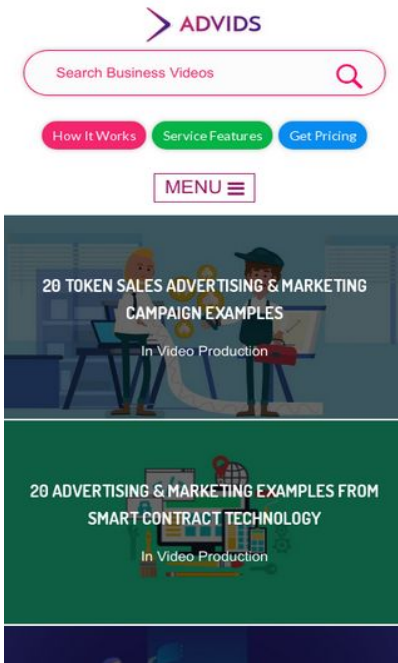 ADVIDS
Search Business Videos
How It Works Service Features Get Pricing
MENU
20 TOKEN SALES ADVERTISING & MARKETING
CAMPAIGN EXAMPLES
In Video Production
20 ADVERTISING & MARKETING EXAMPLES FROM
SMART CONTRACT TECHNOLOGY
In Video Production